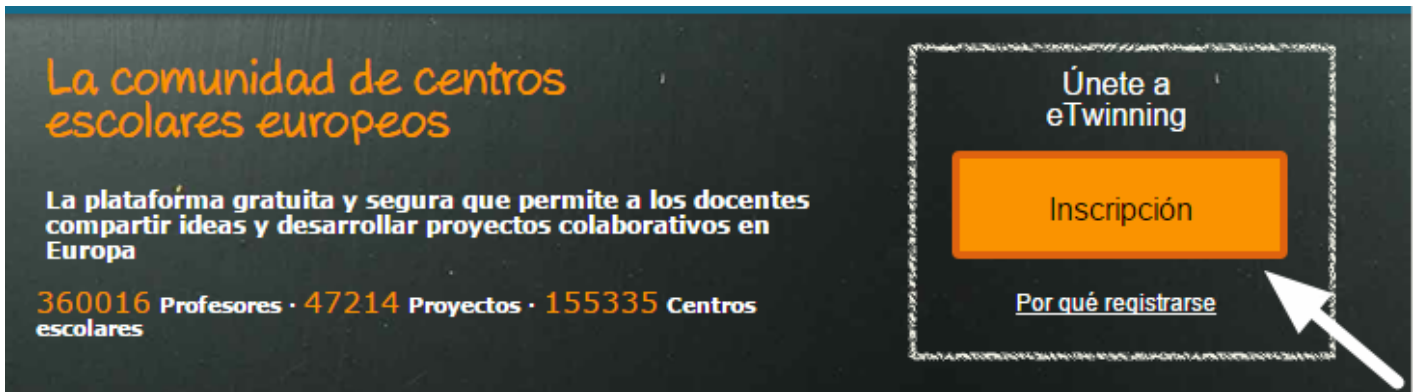 La comunidad de centros
escolares europeos
La plataforma gratuita y segura que permite a los docentes
compartir ideas y desarrollar proyectos colaborativos en
Europa
360016 Profesores · 47214 Proyectos · 155335 Centros
escolares
Únete a
eTwinning
Inscripción
Por qué registrarse